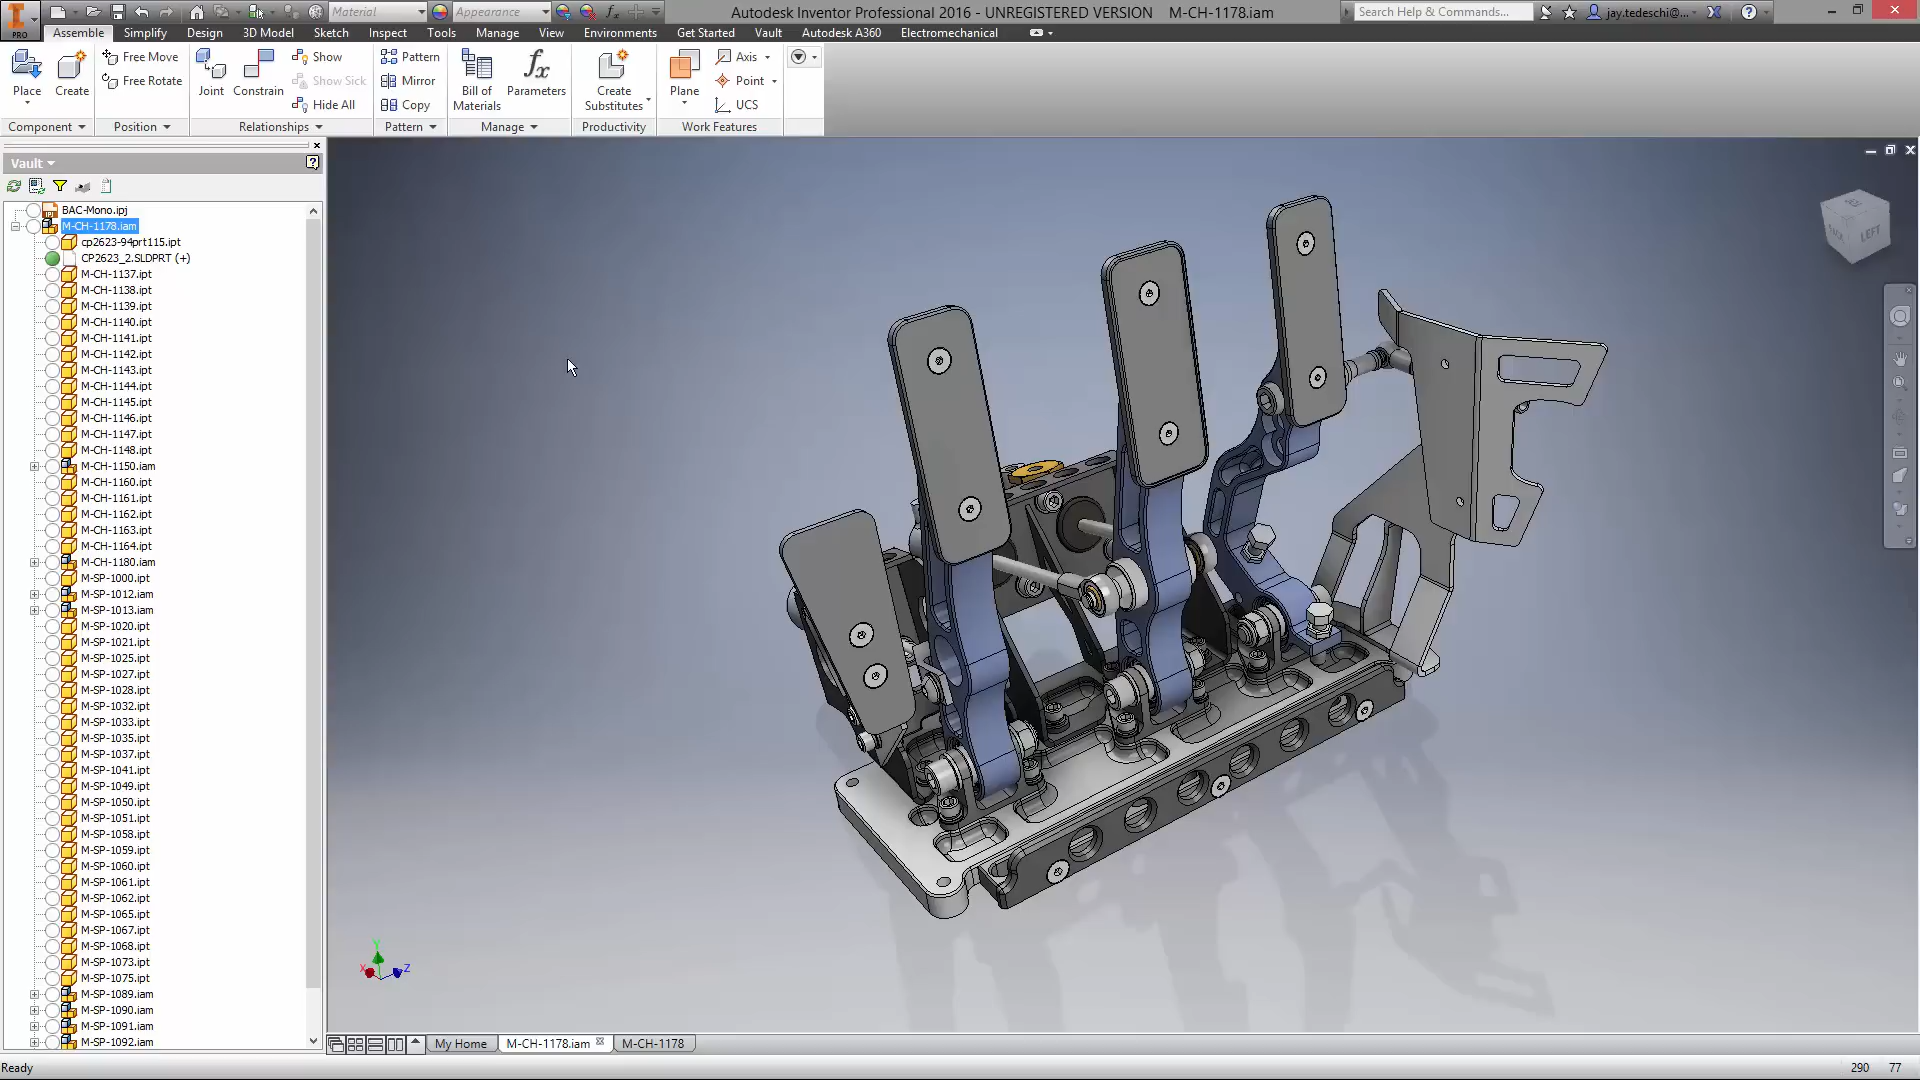 Material
Appearance
Autodesk Inventor Professional 2016 - UNREGISTERED VERSION M-CH-1178.iam
Search Help & Commands...
jay.tedeschi@...
PRO
Assemble Simplify Design 3D Model Sketch Inspect Tools Manage View Environments Get Started Vault Autodesk A360 Electromechanical
Place
Create
Free Move
Free Rotate
Joint
Constrain
Show
Show Sick
Hide All
Pattern
Mirror
Copy
Bill of
Materials
Parameters
Create
Substitutes
Plane
Axis
Point
UCS
Component Position Relationships Pattern Manage Productivity Work Features
Vault
BAC-Mono.ipj
M-CH-1178.iam
cp2623-94prt115.ipt
CP2623_2.SLDPRT (+)
M-CH-1137.ipt
M-CH-1138.ipt
M-CH-1139.ipt
M-CH-1140.ipt
M-CH-1141.ipt
M-CH-1142.ipt
M-CH-1143.ipt
M-CH-1144.ipt
M-CH-1145.ipt
M-CH-1146.ipt
M-CH-1147.ipt
M-CH-1148.ipt
M-CH-1150.iam
M-CH-1160.ipt
M-CH-1161.ipt
M-CH-1162.ipt
M-CH-1163.ipt
M-CH-1164.ipt
M-CH-1180.iam
M-SP-1000.ipt
M-SP-1012.iam
M-SP-1013.iam
M-SP-1020.ipt
M-SP-1021.ipt
M-SP-1025.ipt
M-SP-1027.ipt
M-SP-1028.ipt
M-SP-1032.ipt
M-SP-1033.ipt
M-SP-1035.ipt
M-SP-1037.ipt
M-SP-1041.ipt
M-SP-1049.ipt
M-SP-1050.ipt
M-SP-1051.ipt
M-SP-1058.ipt
M-SP-1059.ipt
M-SP-1060.ipt
M-SP-1061.ipt
M-SP-1062.ipt
M-SP-1065.ipt
M-SP-1067.ipt
M-SP-1068.ipt
M-SP-1073.ipt
M-SP-1075.ipt
M-SP-1089.iam
M-SP-1090.iam
M-SP-1091.iam
M-SP-1092.iam
BACK
LEFT
Y
X
Z
My Home
M-CH-1178.iam
M-CH-1178
Ready
290 77